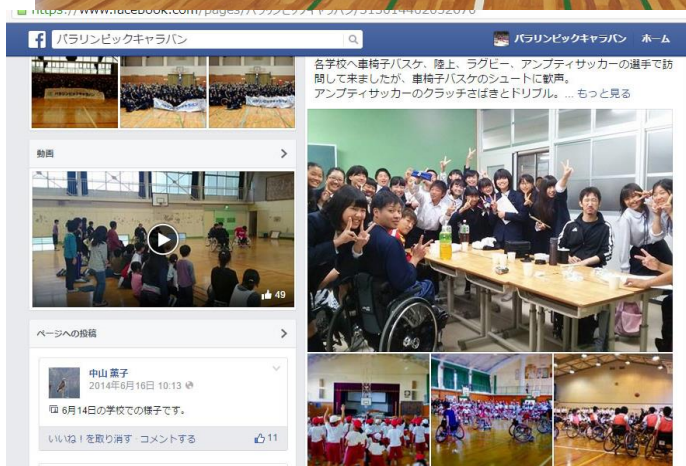 https://www.facebook.com/pages/パラリンピックキャラバン/313614462052676
パラリンピックキャラバン
パラリンピックキャラバン ホーム
各学校へ車椅子バスケ、陸上、ラグビー、アンプティサッカーの選手で訪
問して来ましたが、車椅子バスケのシュートに歓声。
アンプティサッカーのクラッチさばきとドリブル。... もっと見る
動画
49
ページへの投稿
中山 薫子
2014年6月16日 10:13
6月14日の学校での様子です。
いいね！を取り消す · コメントする
11